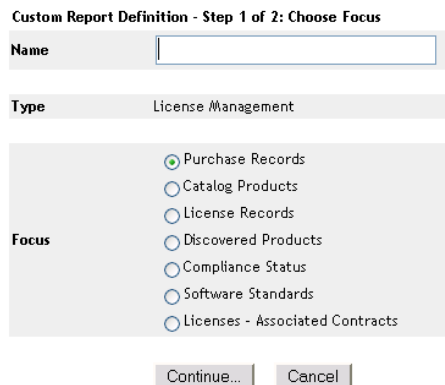 Custom Report Definition - Step 1 of 2: Choose Focus
Name
Type License Management
Focus
Purchase Records
Catalog Products
License Records
Discovered Products
Compliance Status
Software Standards
Licenses - Associated Contracts
Continue... Cancel